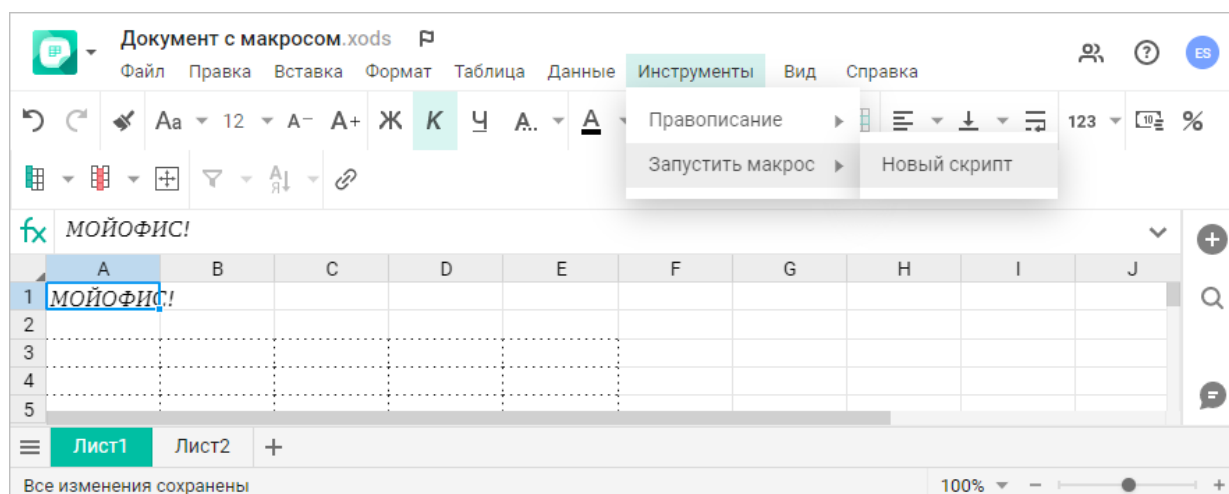 Документ с макросом.xods
ES
Файл Правка Вставка Формат Таблица Данные Инструменты Вид Справка
Aa 12 A− A+ Ж К Ч А.. А 123 %
Правописание
Запустить макрос Новый скрипт
АЯ
fx МОЙОФИС!
A B C D E F G H I J
1 МОЙОФИС!
2
3
4
5
Лист1 Лист2 +
Все изменения сохранены 100% − +